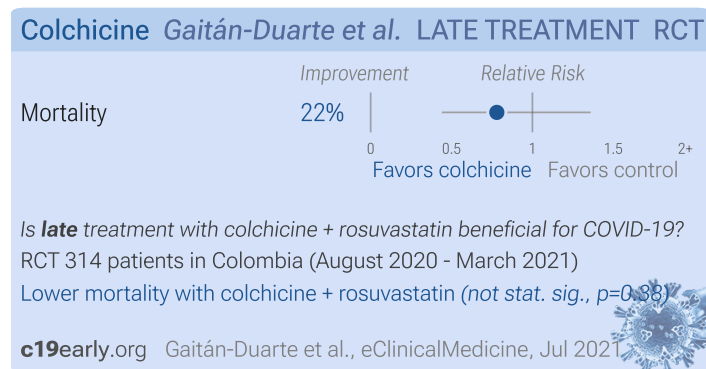 Colchicine Gaitán-Duarte et al. LATE TREATMENT RCT
Improvement Relative Risk
Mortality 22%
0 0.5 1 1.5 2+
Favors colchicine Favors control
Is late treatment with colchicine + rosuvastatin beneficial for COVID-19?
RCT 314 patients in Colombia (August 2020 - March 2021)
Lower mortality with colchicine + rosuvastatin (not stat. sig., p=0.38)
c19early.org Gaitán-Duarte et al., eClinicalMedicine, Jul 2021